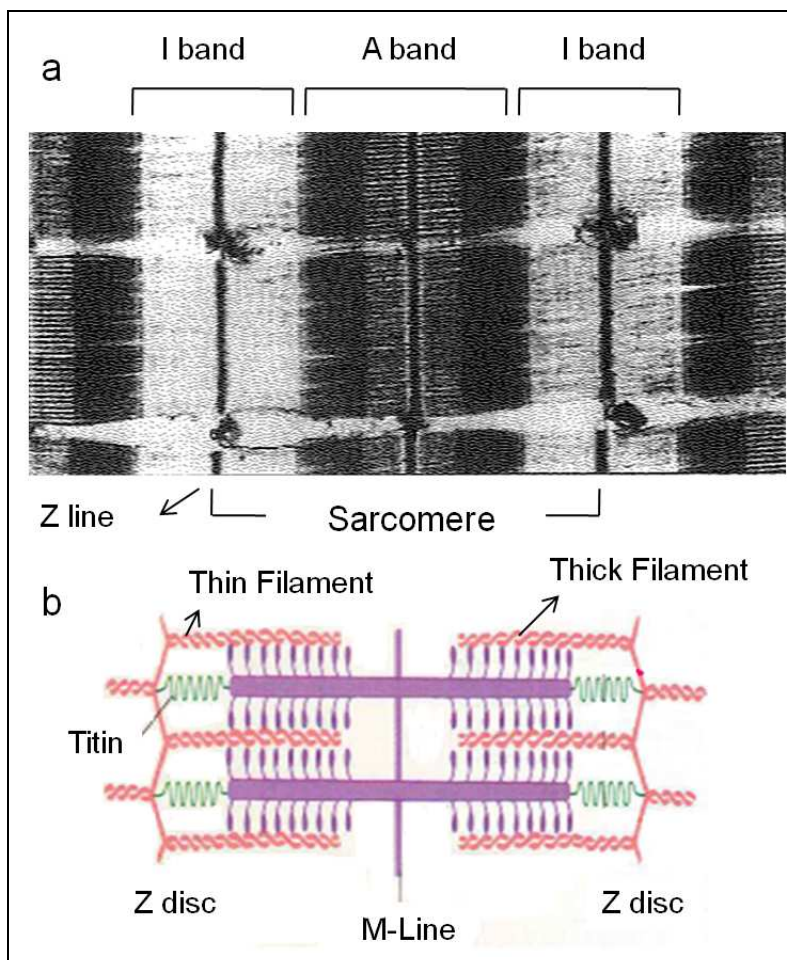 a
I band
A band
I band
Z line
Sarcomere
b
Thin Filament
Thick Filament
Titin
Z disc
M-Line
Z disc